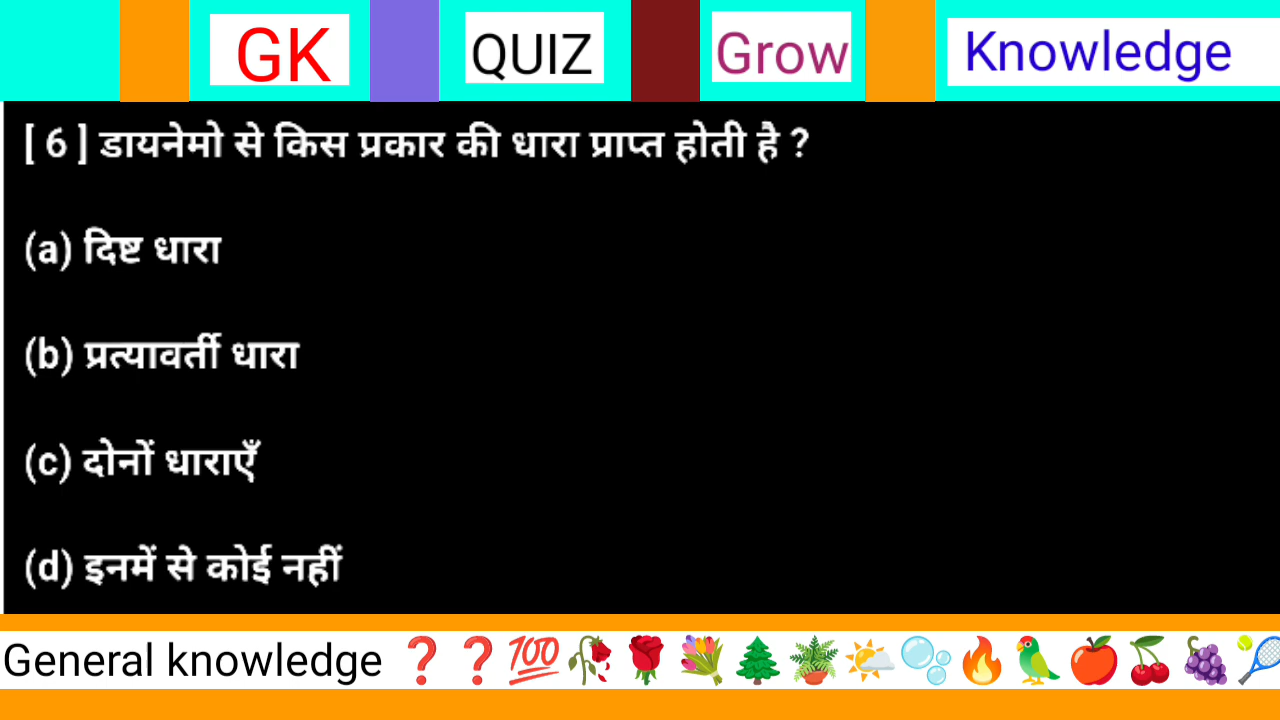 GK QUIZ Grow Knowledge
[ 6 ] डायनेमो से किस प्रकार की धारा प्राप्त होती है ?
(a) दिष्ट धारा
(b) प्रत्यावर्ती धारा
(c) दोनों धाराएँ
(d) इनमें से कोई नहीं
General knowledge ❓❓💯🥀🌹💐🌲🪴🌤️🫧🔥🦜🍎🍒🍇🎾